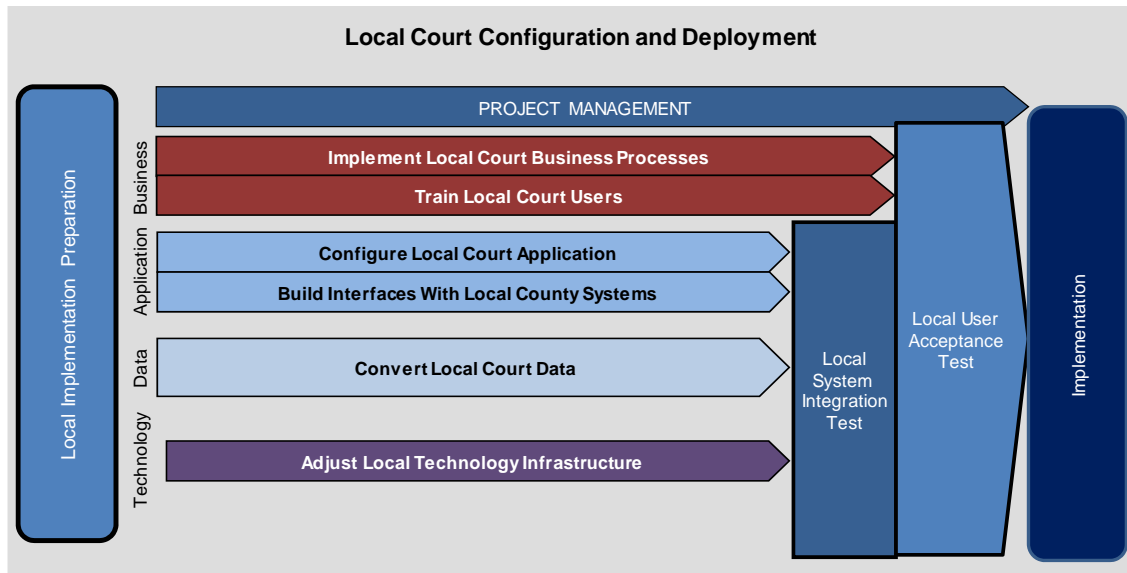 Local Court Configuration and Deployment
Local Implementation Preparation
PROJECT MANAGEMENT
Business
Implement Local Court Business Processes
Train Local Court Users
Application
Configure Local Court Application
Build Interfaces With Local County Systems
Data
Convert Local Court Data
Technology
Adjust Local Technology Infrastructure
Local
System
Integration
Test
Local User
Acceptance
Test
Implementation